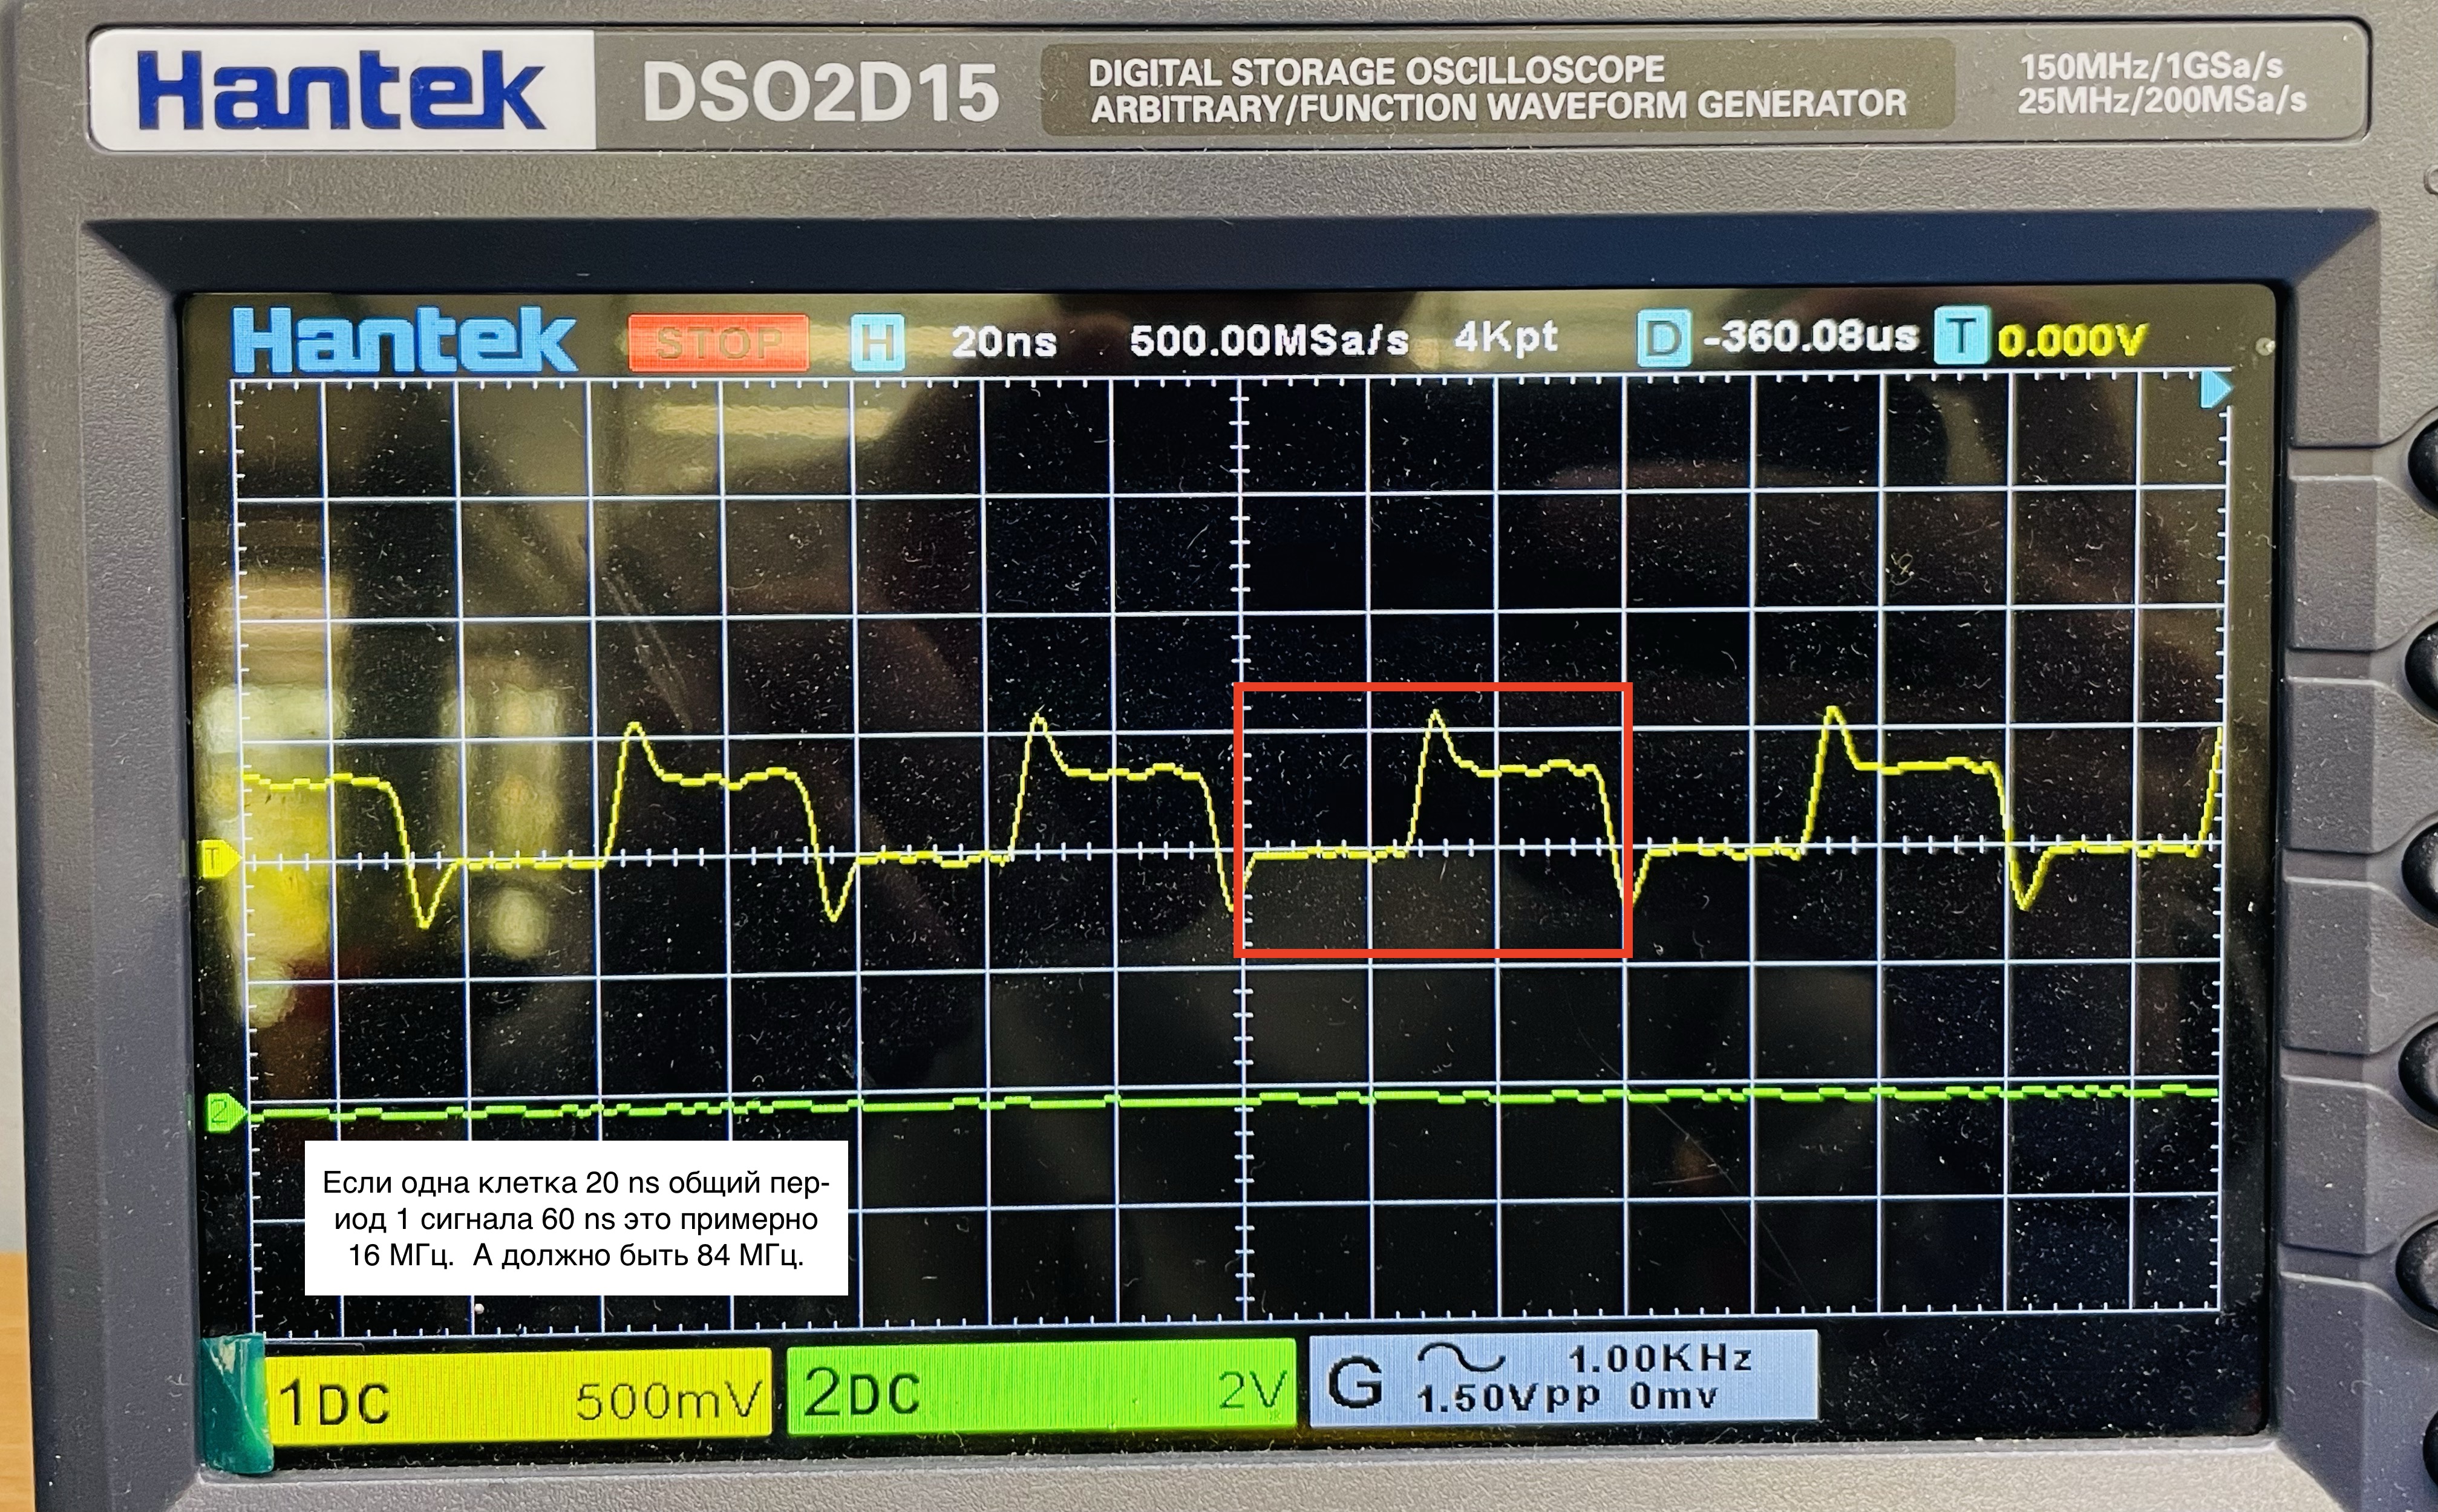 Hantek
DSO2D15
DIGITAL STORAGE OSCILLOSCOPE
ARBITRARY/FUNCTION WAVEFORM GENERATOR
150MHz/1GSa/s
25MHz/200MSa/s
Hantek STOP H 20ns 500.00MSa/s 4Kpt D -360.08us T 0.000V
T
2
Если одна клетка 20 ns общий пер-
иод 1 сигнала 60 ns это примерно
16 МГц. А должно быть 84 МГц.
1DC 500mV
2DC 2V
G 1.00KHz
1.50Vpp 0mv